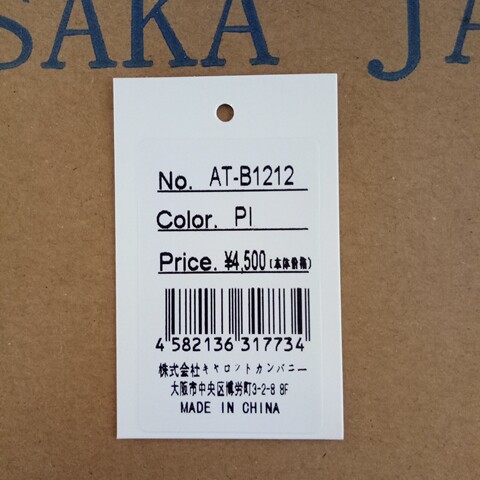 SAKA JA
No. AT-B1212
Color. PI
Price. ¥4,500(本体価格)
4 582136 317734
株式会社キャロットカンパニー
大阪市中央区博労町3-2-8 8F
MADE IN CHINA